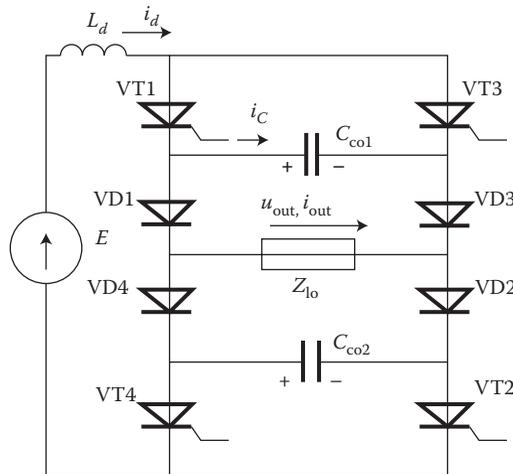 L_d
i_d
VT1
VT3
i_C
C_co1
+ −
VD1
VD3
u_out, i_out
E
Z_lo
VD4
VD2
C_co2
+ −
VT4
VT2